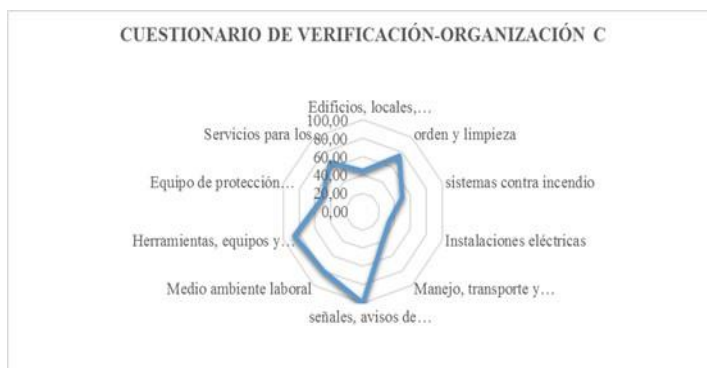 CUESTIONARIO DE VERIFICACIÓN-ORGANIZACIÓN C
Edificios, locales,...
100,00
80,00
60,00
40,00
20,00
0,00
orden y limpieza
sistemas contra incendio
Instalaciones eléctricas
Manejo, transporte y...
señales, avisos de...
Medio ambiente laboral
Herramientas, equipos y...
Equipo de protección...
Servicios para los